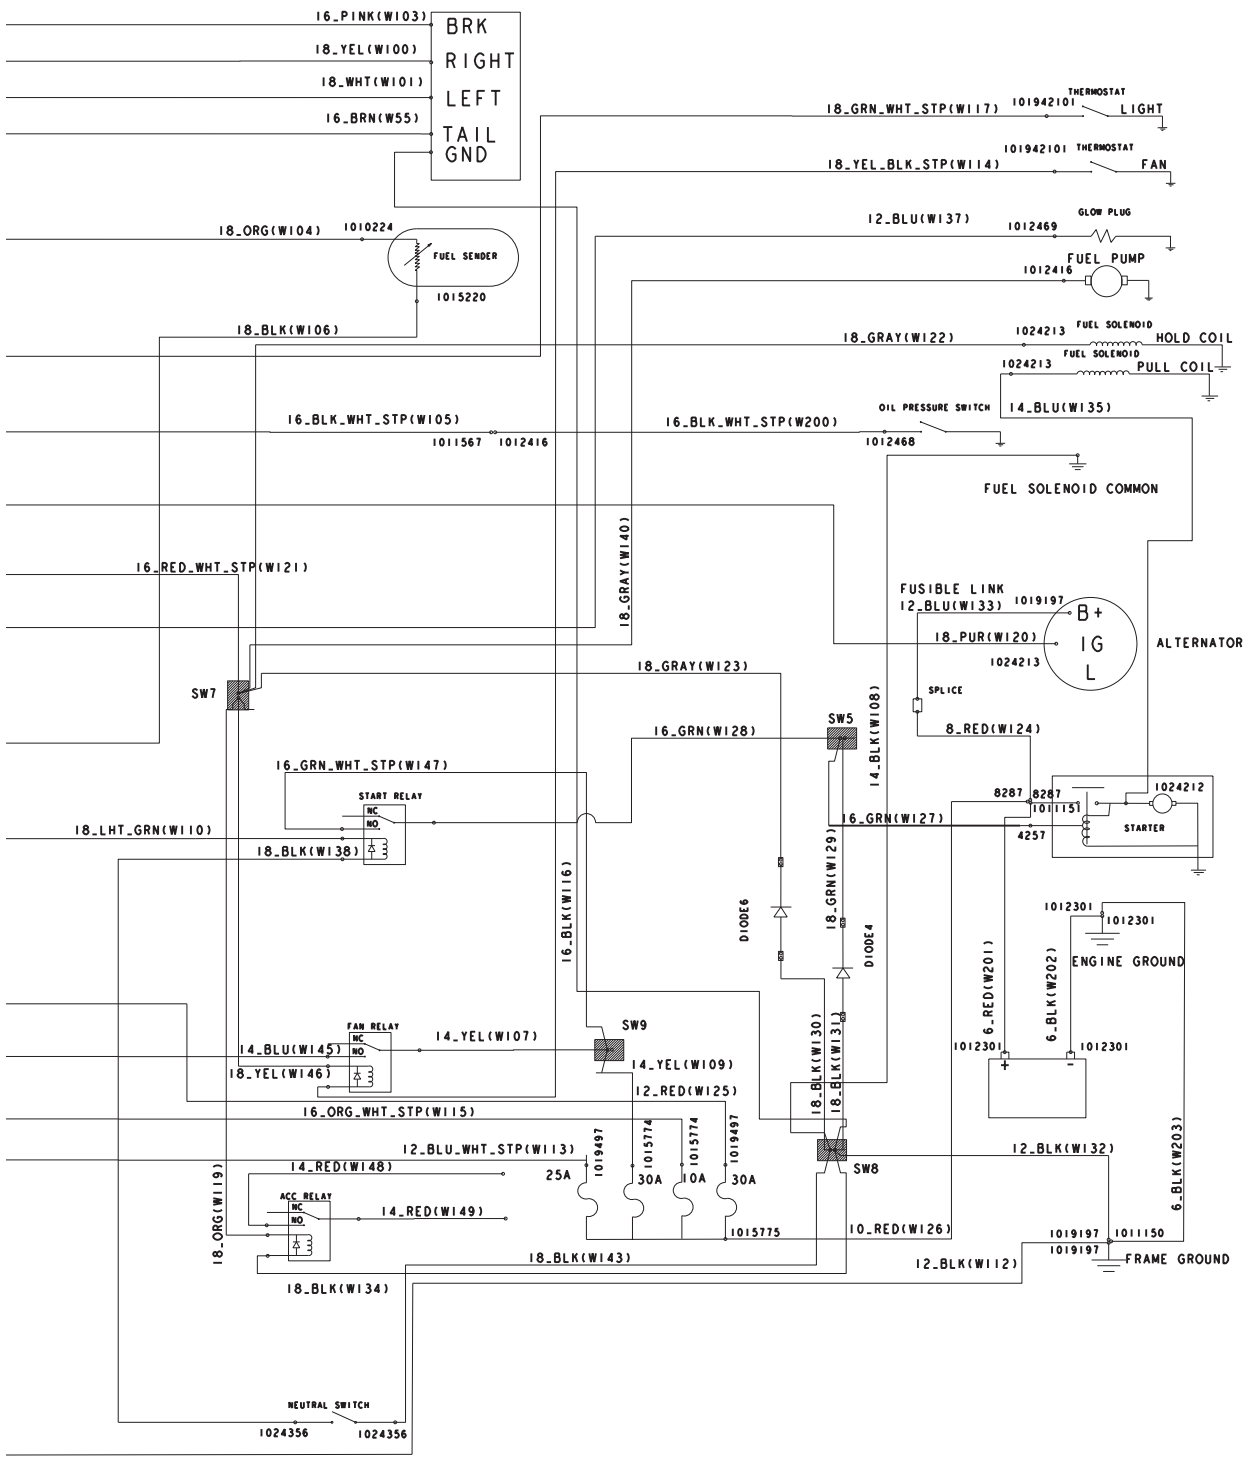 16_PINK(W103)
BRK
18_YEL(W100)
RIGHT
18_WHT(W101)
LEFT
16_BRN(W55)
TAIL
GND
THERMOSTAT
18_GRN_WHT_STP(W117)
101942101
LIGHT
101942101
THERMOSTAT
18_YEL_BLK_STP(W114)
FAN
GLOW PLUG
12_BLU(W137)
1012469
18_ORG(W104)
1010224
FUEL SENDER
1015220
FUEL PUMP
1012416
18_BLK(W106)
FUEL SOLENOID
1024213
18_GRAY(W122)
HOLD COIL
FUEL SOLENOID
1024213
PULL COIL
14_BLU(W135)
OIL PRESSURE SWITCH
16_BLK_WHT_STP(W105)
16_BLK_WHT_STP(W200)
1011567
1012416
1012468
FUEL SOLENOID COMMON
18_GRAY(W140)
16_RED_WHT_STP(W121)
FUSIBLE LINK
12_BLU(W133)
1019197
B+
18_PUR(W120)
IG
ALTERNATOR
1024213
L
18_GRAY(W123)
SW7
SPLICE
SW5
14_BLK(W108)
16_GRN(W128)
8_RED(W124)
16_GRN_WHT_STP(W147)
START RELAY
NC
NO
8287
8287
1011151
1024212
16_GRN(W127)
4257
STARTER
18_LHT_GRN(W110)
18_BLK(W138)
18_GRN(W129)
16_BLK(W116)
DIODE6
DIODE4
1012301
1012301
ENGINE GROUND
6_RED(W201)
6_BLK(W202)
FAN RELAY
NC
NO
14_YEL(W107)
SW9
14_BLU(W145)
18_YEL(W146)
14_YEL(W109)
12_RED(W125)
18_BLK(W130)
18_BLK(W131)
1012301
1012301
+
-
16_ORG_WHT_STP(W115)
12_BLU_WHT_STP(W113)
1019497
1015774
1015774
1019497
25A
30A
10A
30A
SW8
12_BLK(W132)
6_BLK(W203)
14_RED(W148)
18_ORG(W119)
ACC RELAY
NC
NO
14_RED(W149)
1015775
10_RED(W126)
1019197
1011150
1019197
18_BLK(W143)
12_BLK(W112)
FRAME GROUND
18_BLK(W134)
NEUTRAL SWITCH
1024356
1024356